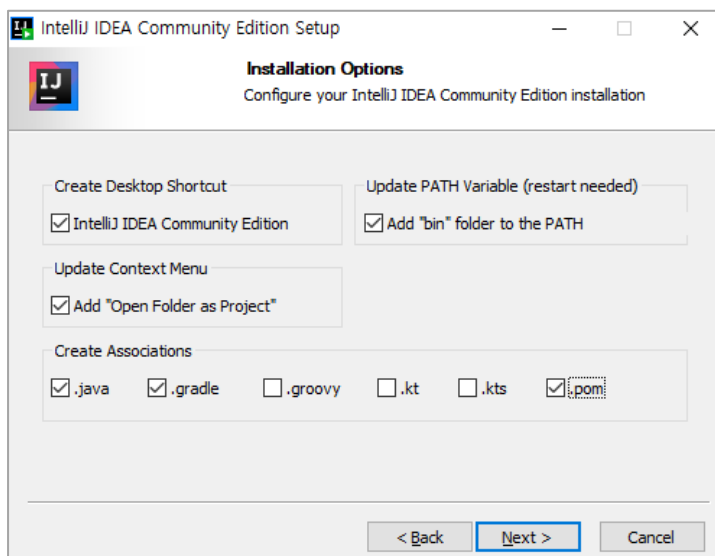 IntelliJ IDEA Community Edition Setup
IJ
Installation Options
Configure your IntelliJ IDEA Community Edition installation
Create Desktop Shortcut
IntelliJ IDEA Community Edition
Update PATH Variable (restart needed)
Add "bin" folder to the PATH
Update Context Menu
Add "Open Folder as Project"
Create Associations
.java .gradle .groovy .kt .kts .pom
< Back Next > Cancel